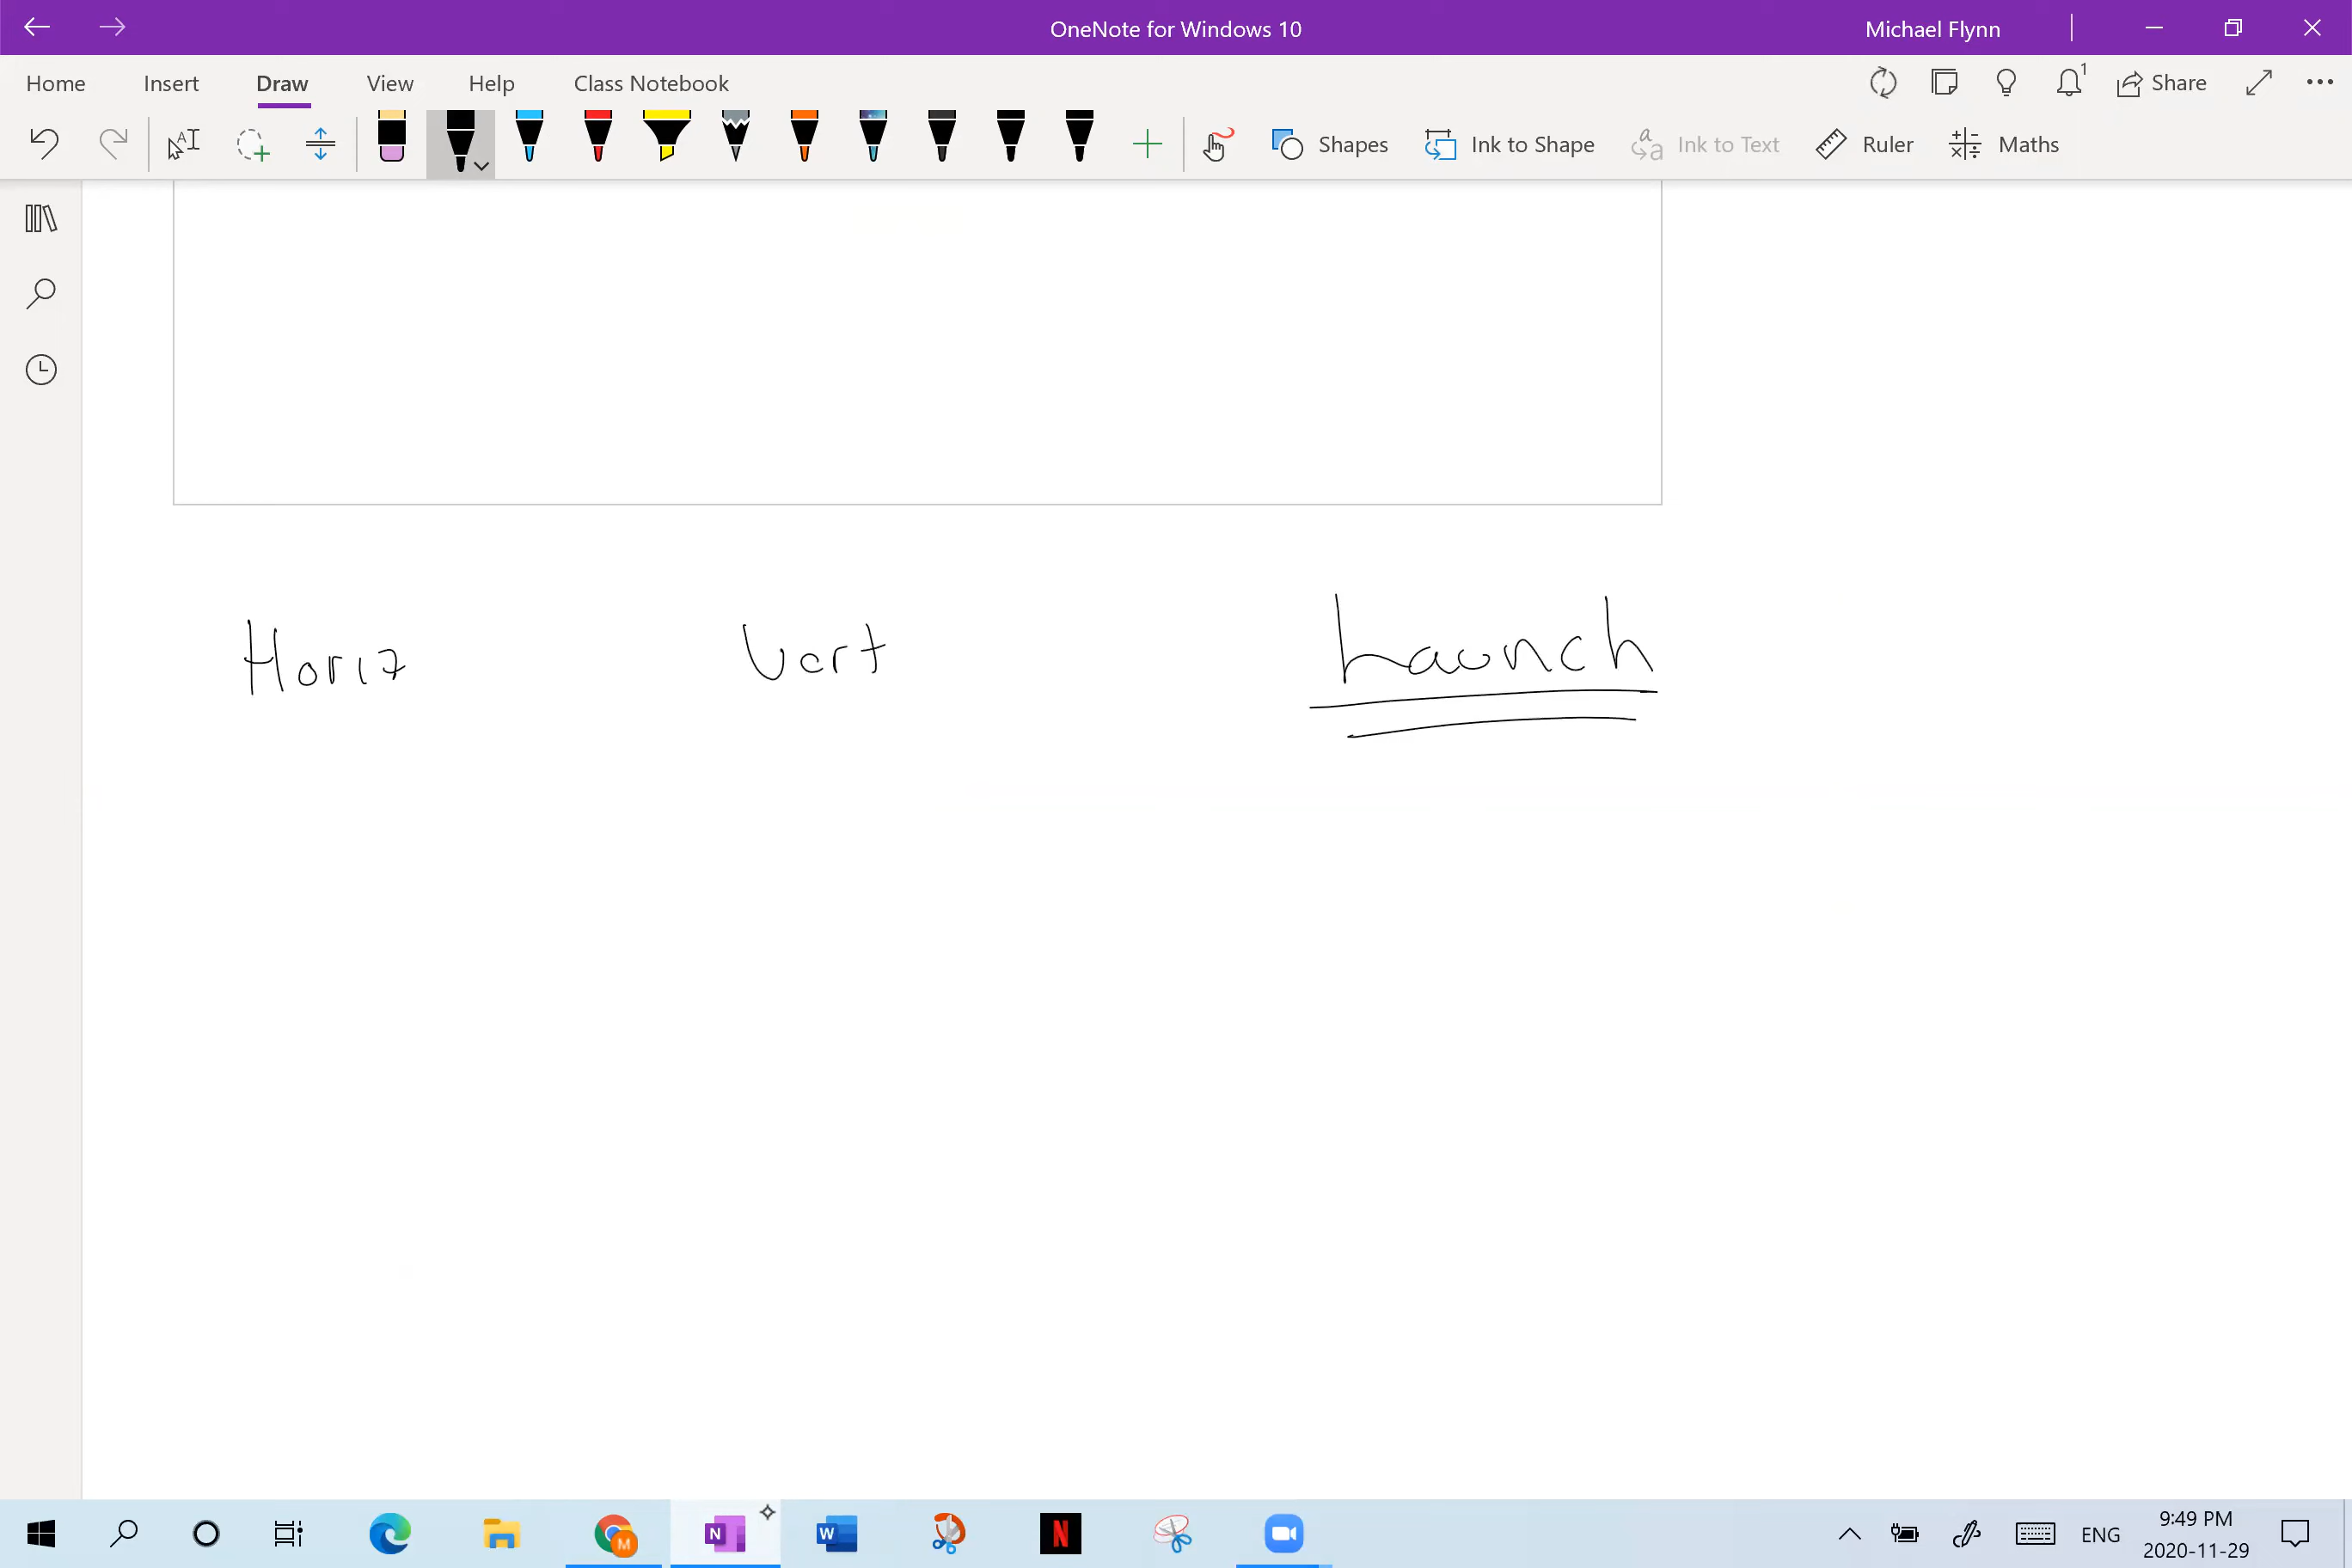 OneNote for Windows 10
Michael Flynn
Home Insert Draw View Help Class Notebook
1
Share
Shapes Ink to Shape Ink to Text Ruler Maths
Horiz Vert Launch
ENG
9:49 PM
2020-11-29